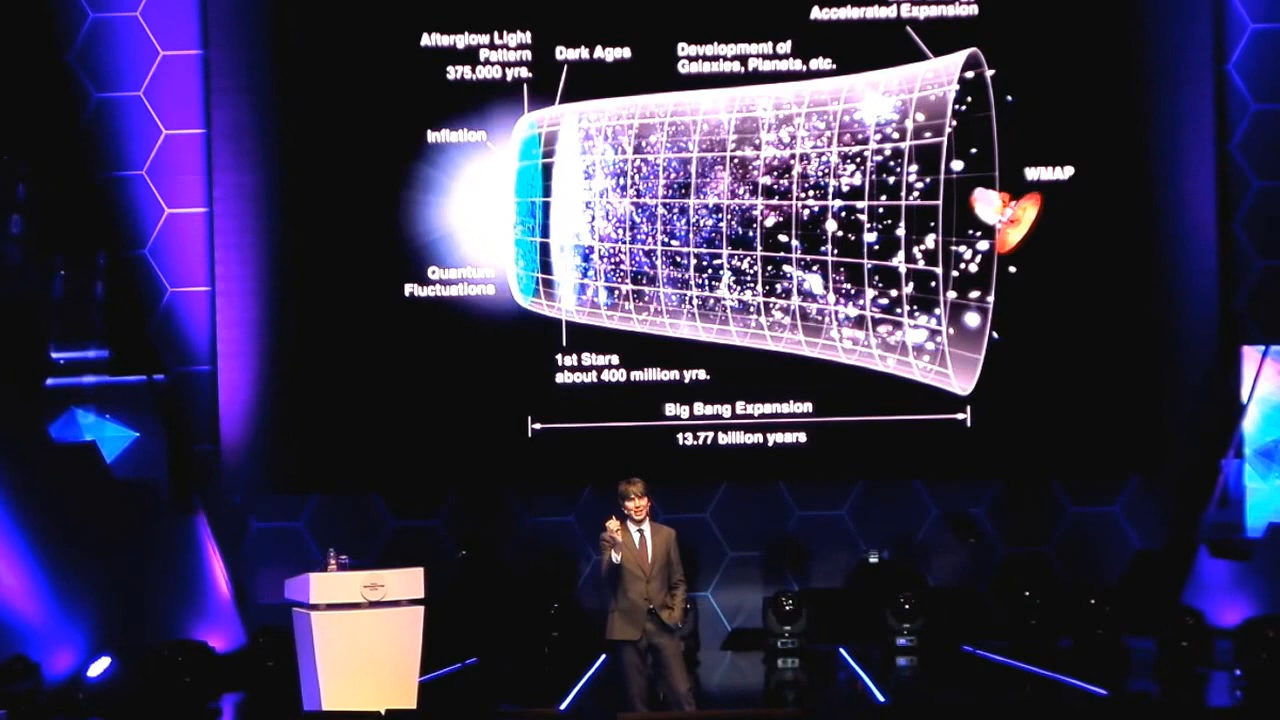 Accelerated Expansion
Afterglow Light
Pattern
375,000 yrs.
Dark Ages
Development of
Galaxies, Planets, etc.
Inflation
WMAP
Quantum
Fluctuations
1st Stars
about 400 million yrs.
Big Bang Expansion
13.77 billion years